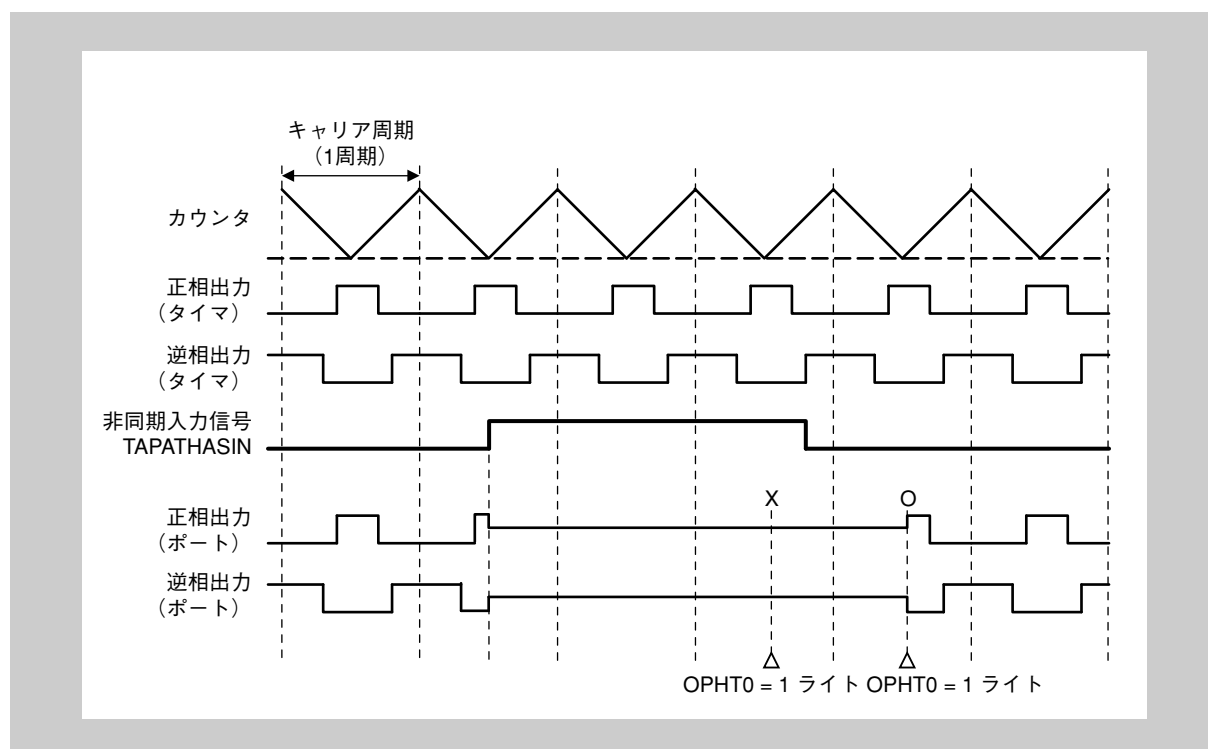 キャリア周期
（1周期）
カウンタ
正相出力
（タイマ）
逆相出力
（タイマ）
非同期入力信号
TAPATHASIN
X O
正相出力
（ポート）
逆相出力
（ポート）
OPHT0 = 1 ライト OPHT0 = 1 ライト